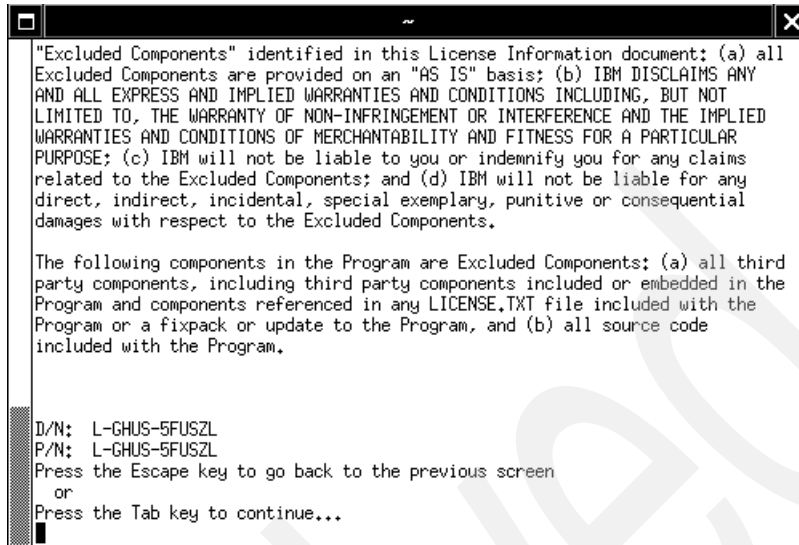 ~
"Excluded Components" identified in this License Information document: (a) all
Excluded Components are provided on an "AS IS" basis; (b) IBM DISCLAIMS ANY
AND ALL EXPRESS AND IMPLIED WARRANTIES AND CONDITIONS INCLUDING, BUT NOT
LIMITED TO, THE WARRANTY OF NON-INFRINGEMENT OR INTERFERENCE AND THE IMPLIED
WARRANTIES AND CONDITIONS OF MERCHANTABILITY AND FITNESS FOR A PARTICULAR
PURPOSE; (c) IBM will not be liable to you or indemnify you for any claims
related to the Excluded Components; and (d) IBM will not be liable for any
direct, indirect, incidental, special exemplary, punitive or consequential
damages with respect to the Excluded Components.
The following components in the Program are Excluded Components: (a) all third
party components, including third party components included or embedded in the
Program and components referenced in any LICENSE.TXT file included with the
Program or a fixpack or update to the Program, and (b) all source code
included with the Program.
D/N: L-GHUS-5FUSZL
P/N: L-GHUS-5FUSZL
Press the Escape key to go back to the previous screen
or
Press the Tab key to continue...